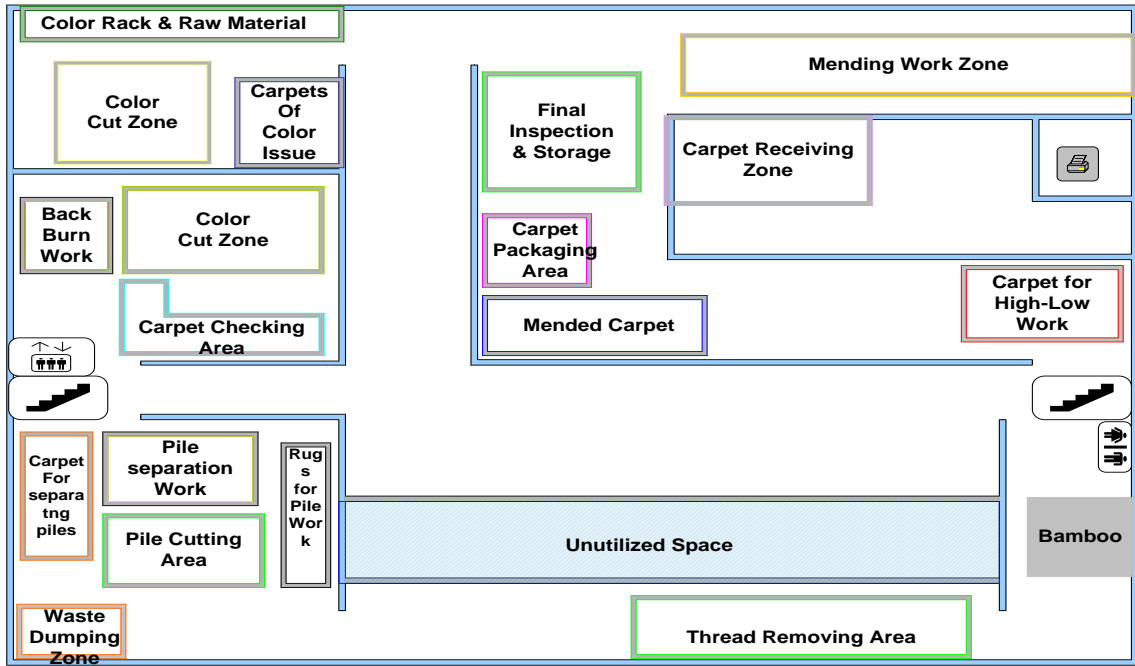 Color Rack & Raw Material
Color
Cut Zone
Carpets
Of
Color
Issue
Final
Inspection
& Storage
Mending Work Zone
Carpet Receiving
Zone
Back
Burn
Work
Color
Cut Zone
Carpet
Packaging
Area
Carpet Checking
Area
Mended Carpet
Carpet for
High-Low
Work
Carpet
For
separa
tng
piles
Pile
separation
Work
Rug
s
for
Pile
Wor
k
Pile Cutting
Area
Unutilized Space
Bamboo
Waste
Dumping
Zone
Thread Removing Area